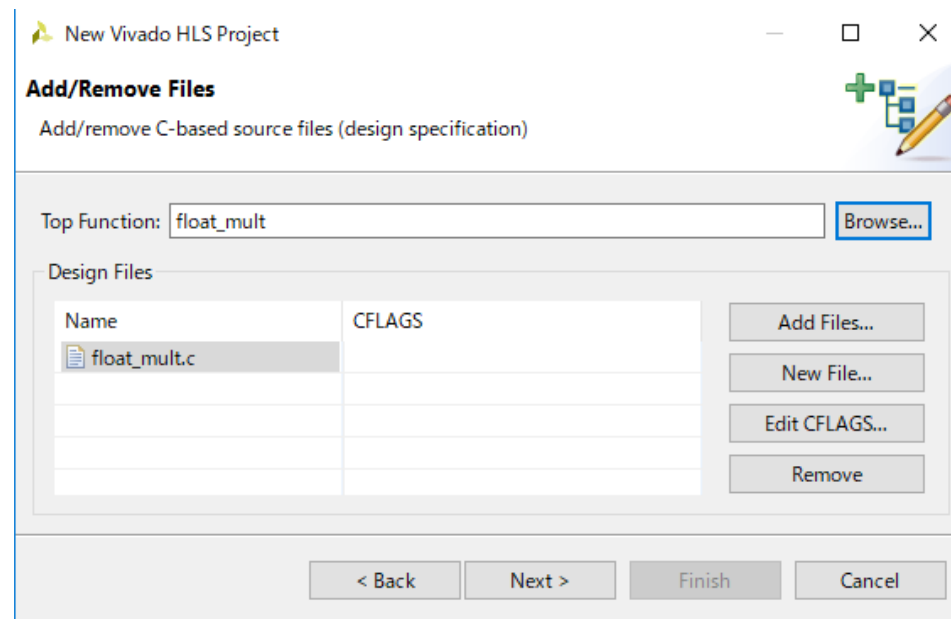 New Vivado HLS Project
Add/Remove Files
Add/remove C-based source files (design specification)
Top Function: float_mult Browse...
Design Files
Name CFLAGS
float_mult.c
Add Files...
New File...
Edit CFLAGS...
Remove
< Back Next > Finish Cancel